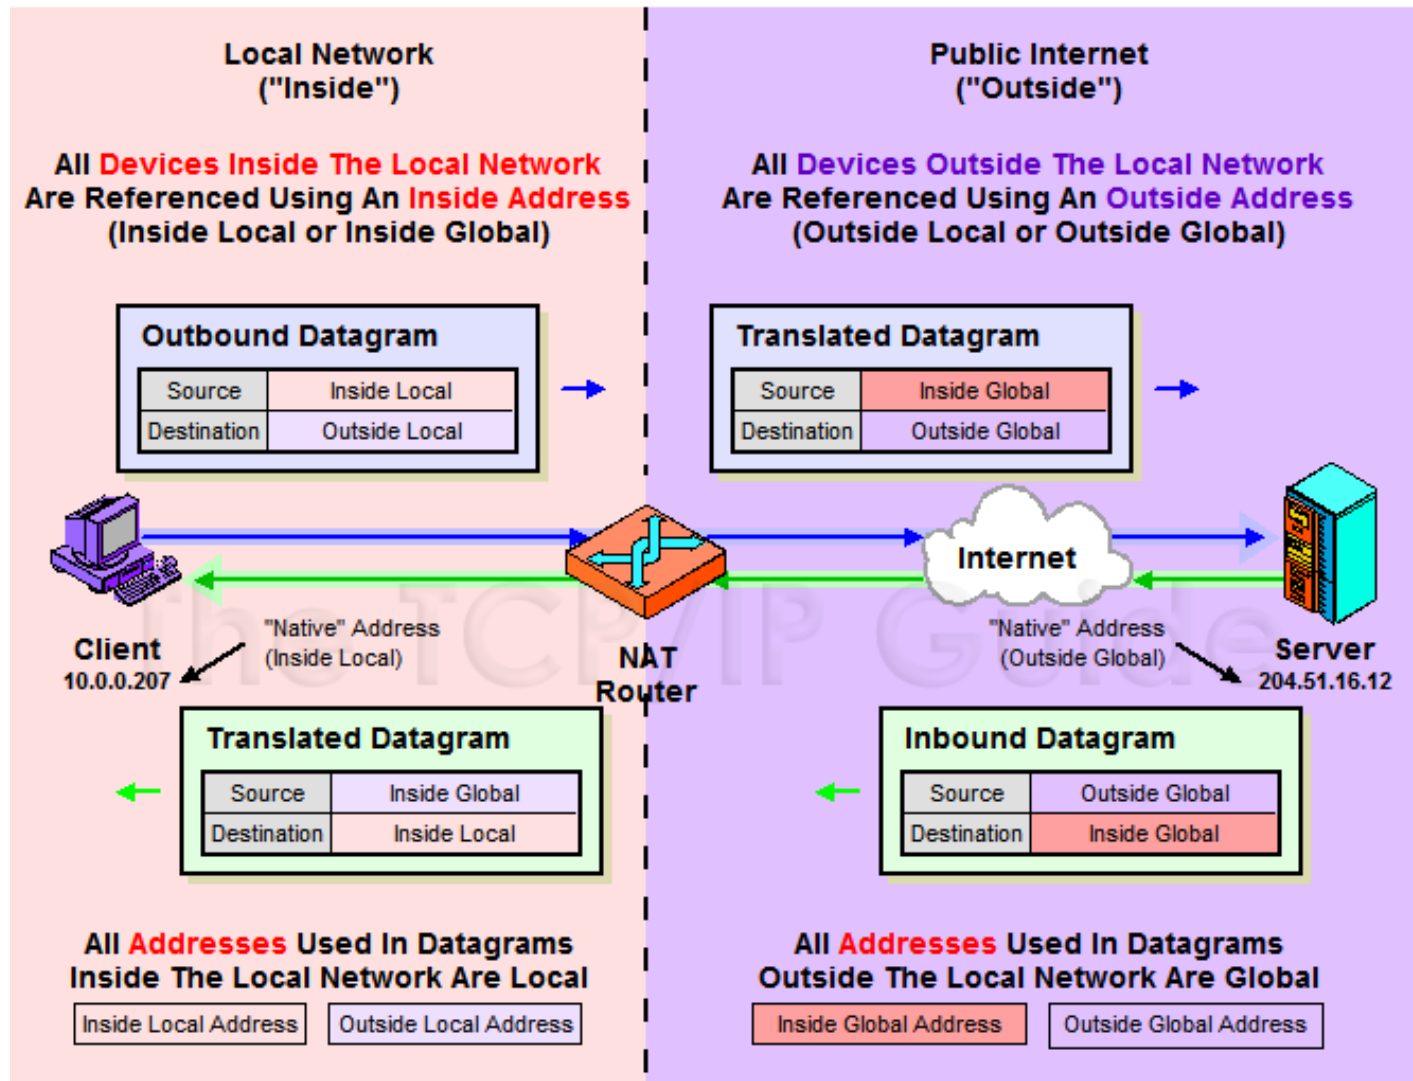 Local Network
("Inside")
Public Internet
("Outside")
All Devices Inside The Local Network
Are Referenced Using An Inside Address
(Inside Local or Inside Global)
All Devices Outside The Local Network
Are Referenced Using An Outside Address
(Outside Local or Outside Global)
Outbound Datagram
Source Inside Local
Destination Outside Local
Translated Datagram
Source Inside Global
Destination Outside Global
Internet
The TCP/IP Guide
Client
10.0.0.207
"Native" Address
(Inside Local)
NAT
Router
"Native" Address
(Outside Global)
Server
204.51.16.12
Translated Datagram
Source Inside Global
Destination Inside Local
Inbound Datagram
Source Outside Global
Destination Inside Global
All Addresses Used In Datagrams
Inside The Local Network Are Local
Inside Local Address Outside Local Address
All Addresses Used In Datagrams
Outside The Local Network Are Global
Inside Global Address Outside Global Address